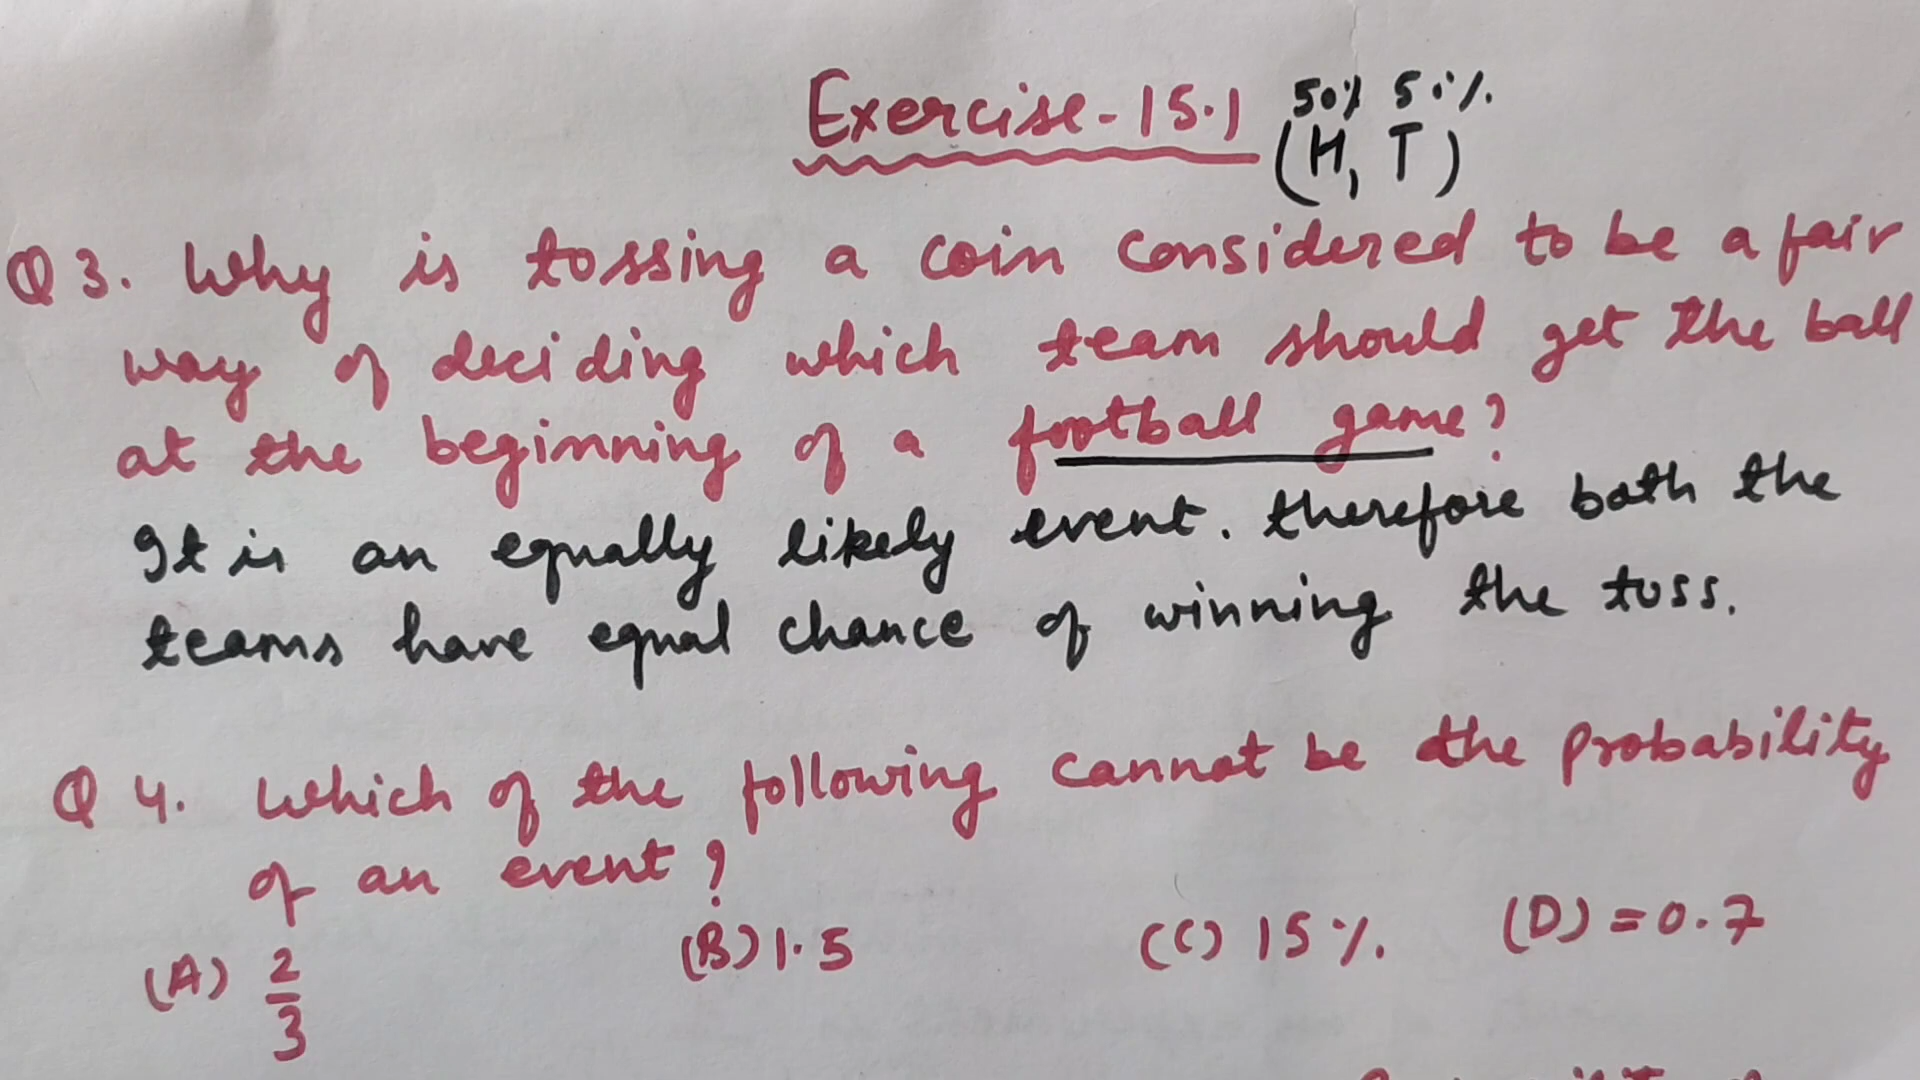 Exercise-15.1 50% 50%
(H, T)
Q3. Why is tossing a coin considered to be a fair
way of deciding which team should get the ball
at the beginning of a football game?
It is an equally likely event. therefore both the
teams have equal chance of winning the toss.
Q4. Which of the following cannot be the probability
of an event?
(A) 2/3 (B) 1.5 (C) 15%. (D) = 0.7